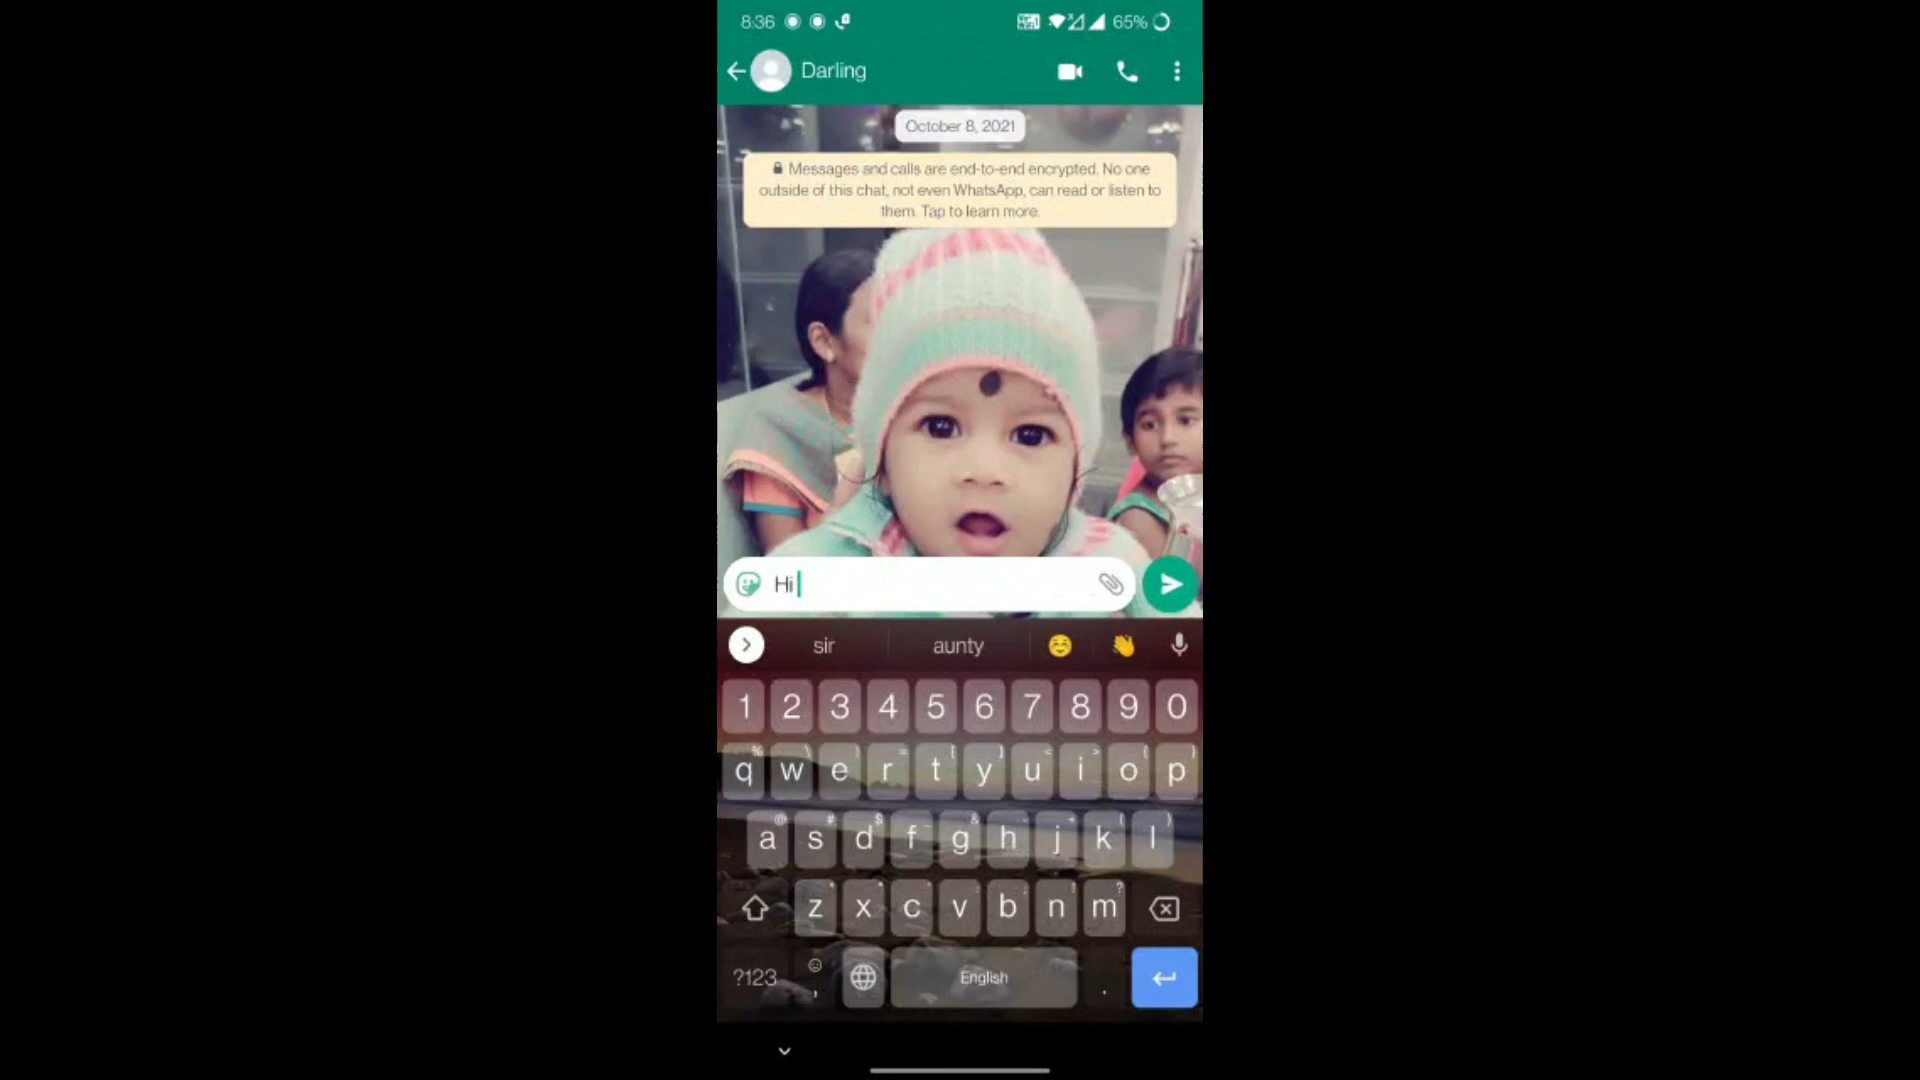 8:36 65%
Darling
October 8, 2021
Messages and calls are end-to-end encrypted. No one
outside of this chat, not even WhatsApp, can read or listen to
them. Tap to learn more.
Hi
sir aunty
1 2 3 4 5 6 7 8 9 0
q w e r t y u i o p
a s d f g h j k l
z x c v b n m
?123 , English .